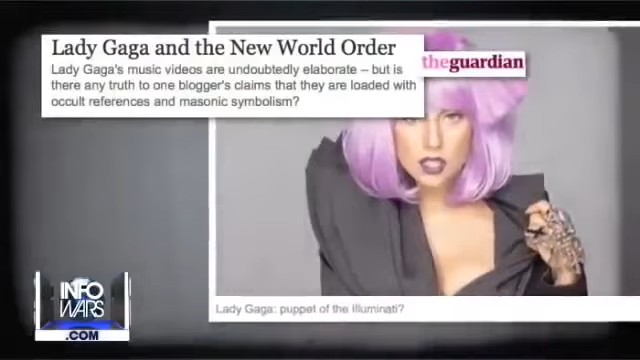 Lady Gaga and the New World Order
Lady Gaga's music videos are undoubtedly elaborate – but is
there any truth to one blogger's claims that they are loaded with
occult references and masonic symbolism?
theguardian
Lady Gaga: puppet of the illuminati?
INFO
WARS
.COM